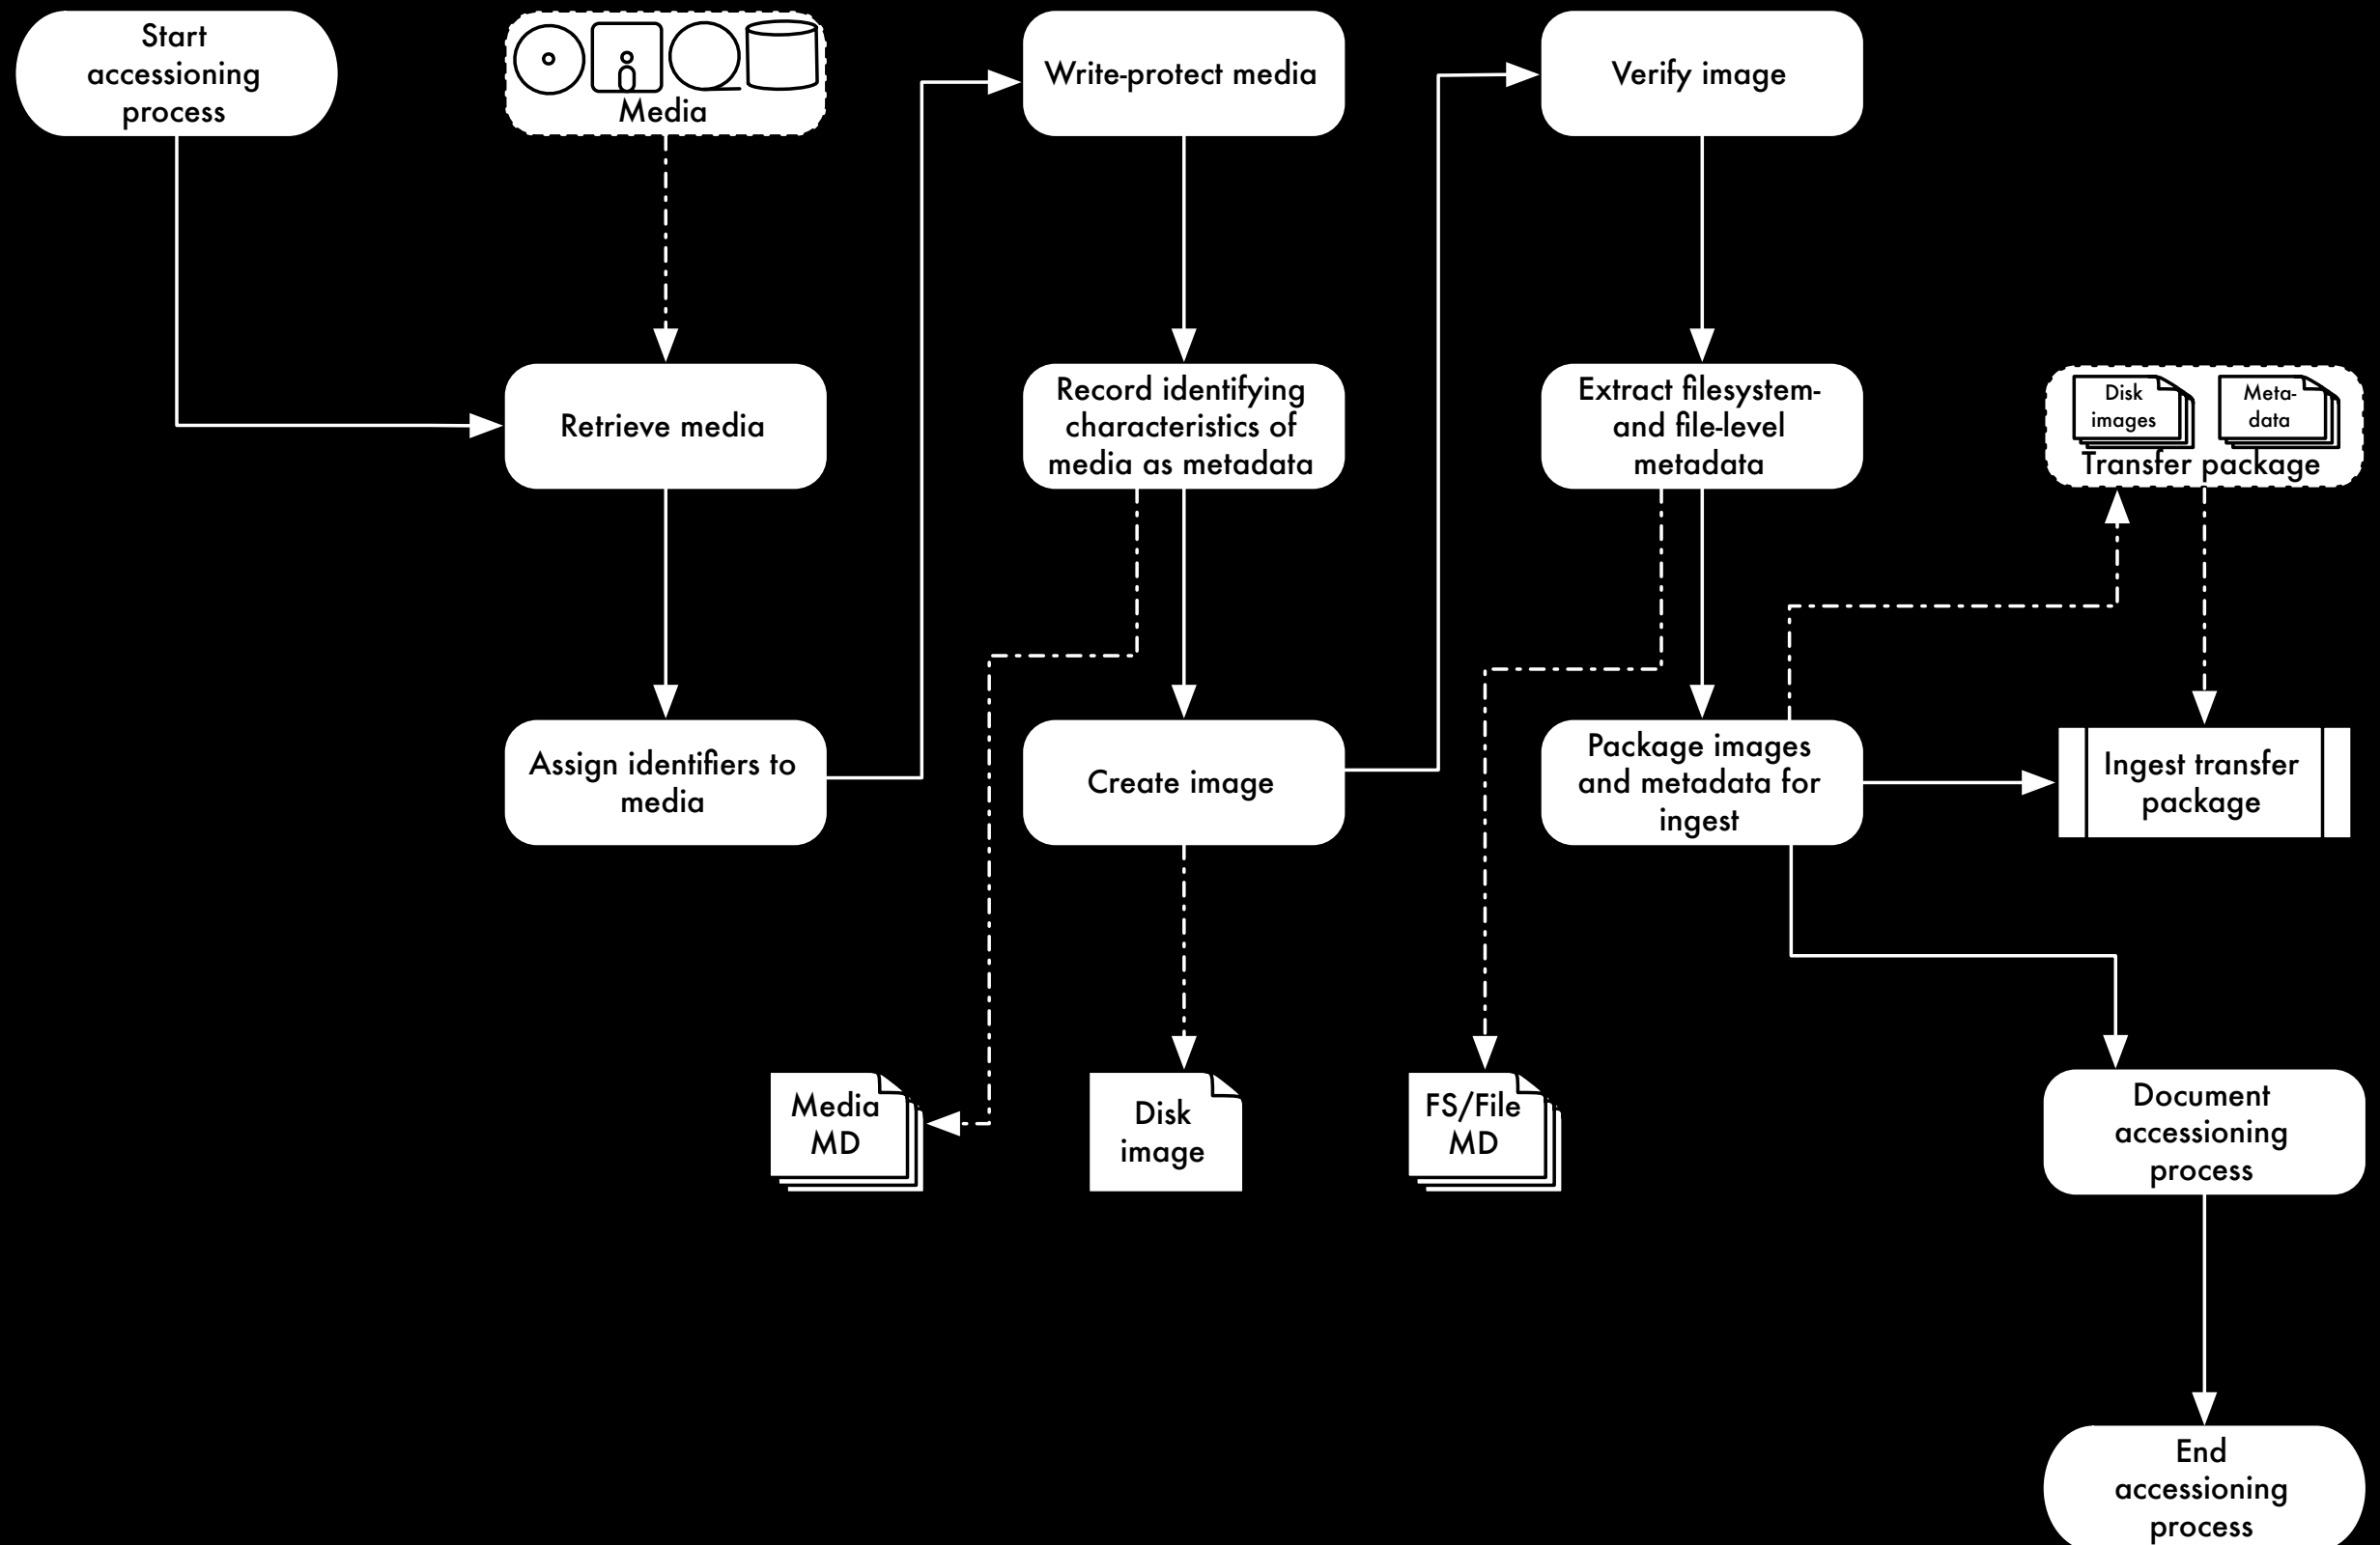 Start
accessioning
process
Media
Write-protect media
Verify image
Retrieve media
Record identifying
characteristics of
media as metadata
Extract filesystem-
and file-level
metadata
Disk
images
Meta-
data
Transfer package
Assign identifiers to
media
Create image
Package images
and metadata for
ingest
Ingest transfer
package
Media
MD
Disk
image
FS/File
MD
Document
accessioning
process
End
accessioning
process